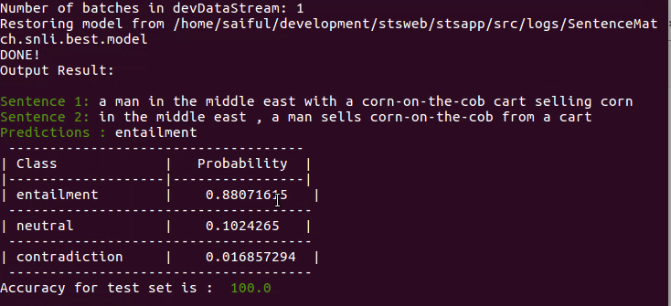 Number of batches in devDataStream: 1
Restoring model from /home/saiful/development/stsweb/stsapp/src/logs/SentenceMat
ch.snli.best.model
DONE!
Output Result:
Sentence 1: a man in the middle east with a corn-on-the-cob cart selling corn
Sentence 2: in the middle east , a man sells corn-on-the-cob from a cart
Predictions : entailment
------------------------------------
| Class | Probability |
|-------------------|----------------|
| entailment | 0.88071615 |
-------------------------------------
| neutral | 0.1024265 |
-------------------------------------
| contradiction | 0.016857294 |
-------------------------------------
Accuracy for test set is : 100.0